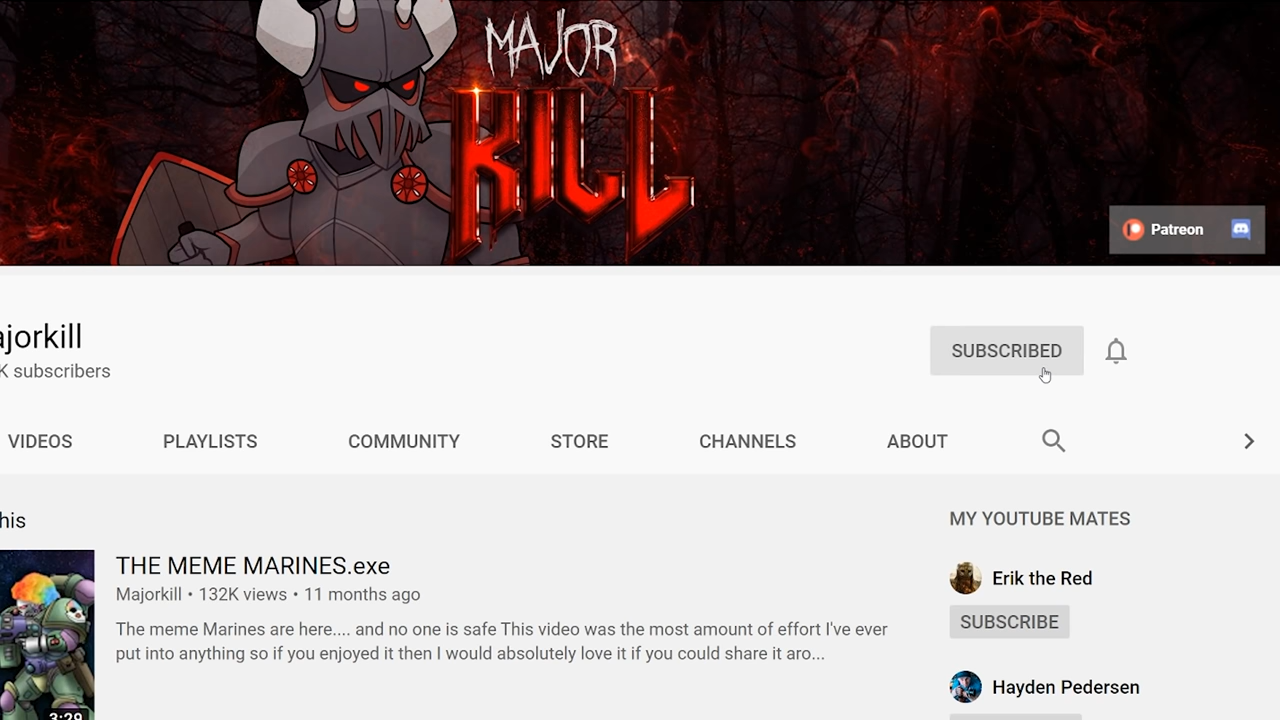 MAJOR
KILL
Patreon
ajorkill
K subscribers
SUBSCRIBED
VIDEOS PLAYLISTS COMMUNITY STORE CHANNELS ABOUT
his
MY YOUTUBE MATES
THE MEME MARINES.exe
Majorkill • 132K views • 11 months ago
The meme Marines are here.... and no one is safe This video was the most amount of effort I've ever
put into anything so if you enjoyed it then I would absolutely love it if you could share it aro...
3:29
Erik the Red
SUBSCRIBE
Hayden Pedersen